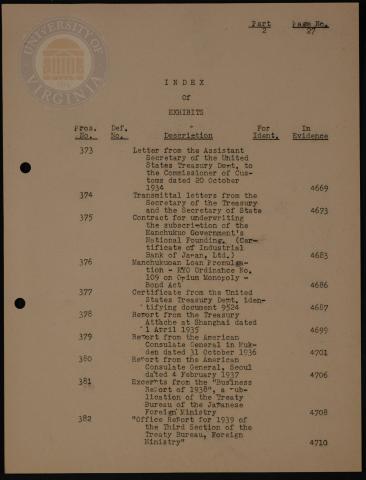 UNIVERSITY OF VIRGINIA
Part Page No.
2 27
I N D E X
Of
EXHIBITS
Pros. Def. For In
No. No. Description Ident. Evidence
373 Letter from the Assistant
Secretary of the United
States Treasury Dept. to
the Commissioner of Cus-
toms dated 20 October
1934 4669
374 Transmittal letters from the
Secretary of the Treasury
and the Secretary of State 4673
375 Contract for underwriting
the subscription of the
Manchukuo Government's
National Founding. (Cer-
tificate of Industrial
Bank of Japan, Ltd.) 4683
376 Manchukuoan Loan Promulga-
tion - KYO Ordinance No.
109 on Opium Monopoly -
Bond Act 4686
377 Certificate from the United
States Treasury Dept. iden-
tifying document 9524 4687
378 Report from the Treasury
Attache at Shanghai dated
1 April 1935 4699
379 Report from the American
Consulate General in Muk-
den dated 31 October 1936 4701
380 Report from the American
Consulate General, Seoul
dated 4 February 1937 4706
381 Excerpts from the "Business
Report of 1938", a pub-
lication of the Treaty
Bureau of the Japanese
Foreign Ministry 4708
382 "Office Report for 1939 of
the Third Section of the
Treaty Bureau, Foreign
Ministry" 4710